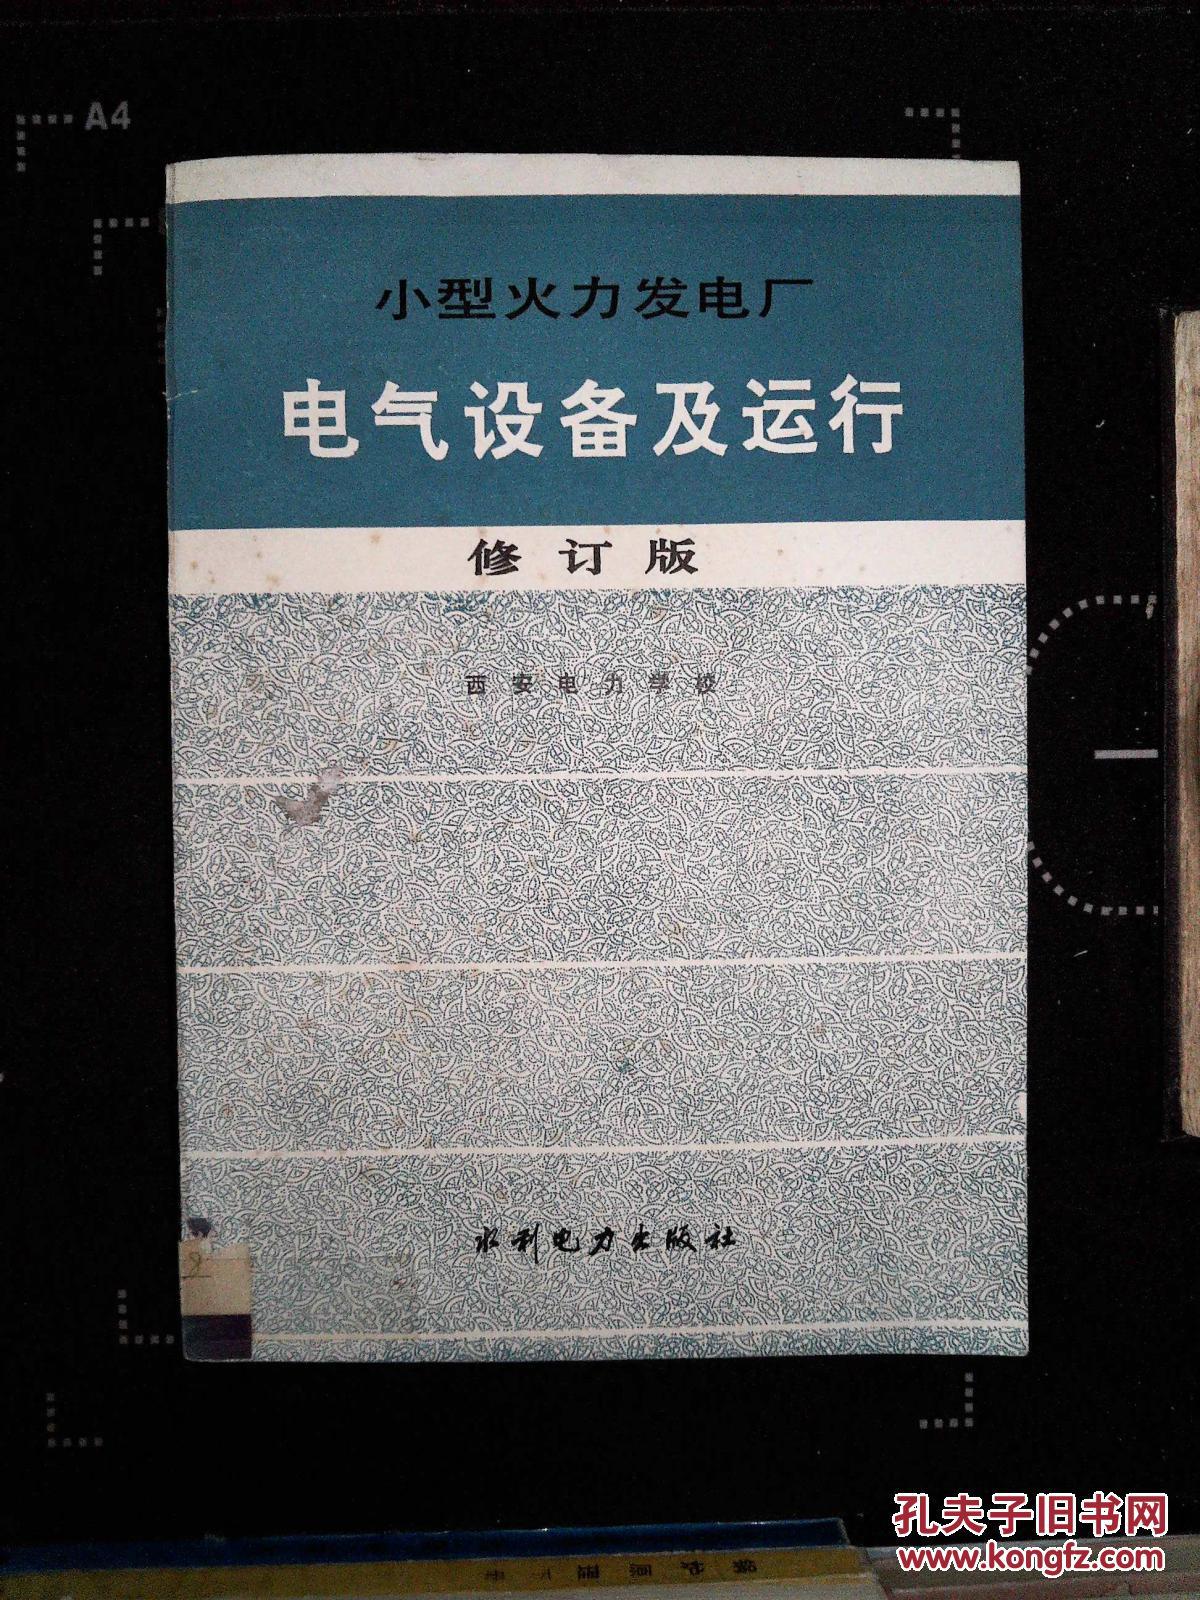 A4
小型火力发电厂
电气设备及运行
修订版
西安电力学校
水利电力出版社
孔夫子旧书网
www.kongfz.com